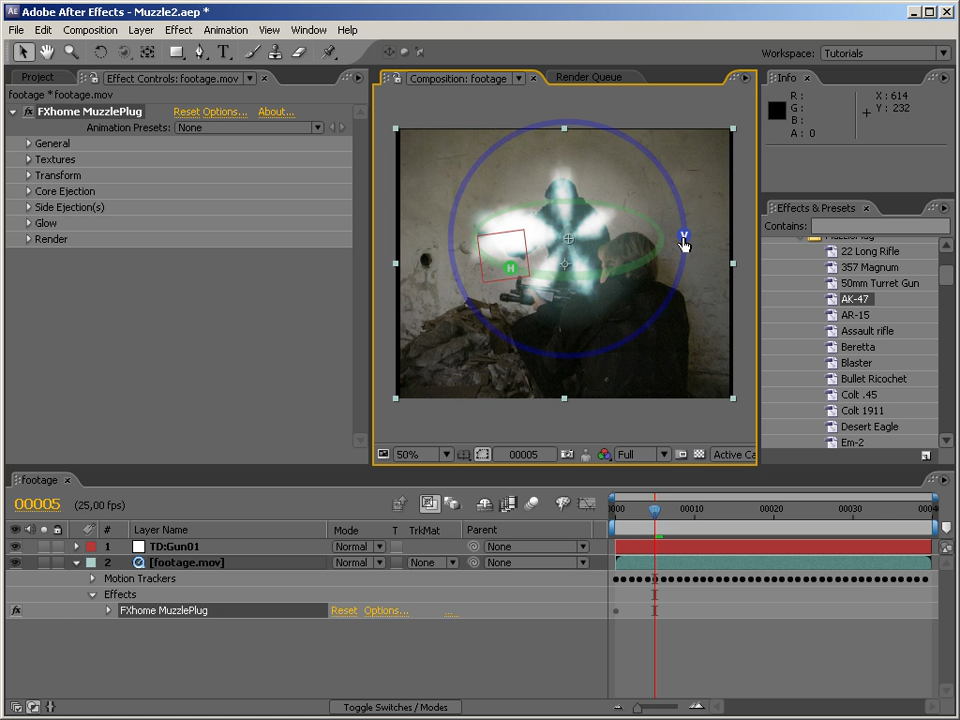 Adobe After Effects - Muzzle2.aep *
File Edit Composition Layer Effect Animation View Window Help
Workspace: Tutorials
Project Effect Controls: footage.mov
footage * footage.mov
FXhome MuzzlePlug Reset Options... About...
Animation Presets: None
General
Textures
Transform
Core Ejection
Side Ejection(s)
Glow
Render
Composition: footage Render Queue
V
H
50% 00005 Full Active Ca
Info
R: X: 614
G: Y: 232
B:
A: 0
Effects & Presets
Contains:
22 Long Rifle
357 Magnum
50mm Turret Gun
AK-47
AR-15
Assault rifle
Beretta
Blaster
Bullet Ricochet
Colt .45
Colt 1911
Desert Eagle
Em-2
footage
00005 (25,00 fps)
0000 00010 00020 00030 0004
# Layer Name Mode T TrkMat Parent
1 TD:Gun01 Normal None
2 [footage.mov] Normal None None
Motion Trackers
Effects
FXhome MuzzlePlug Reset Options... ...
Toggle Switches / Modes